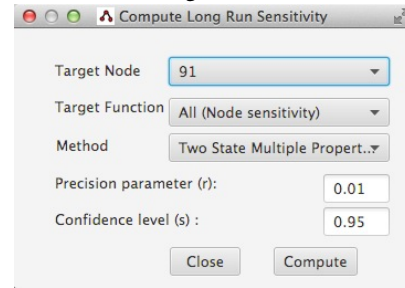 Compute Long Run Sensitivity
Target Node 91
Target Function All (Node sensitivity)
Method Two State Multiple Propert...
Precision parameter (r): 0.01
Confidence level (s) : 0.95
Close Compute